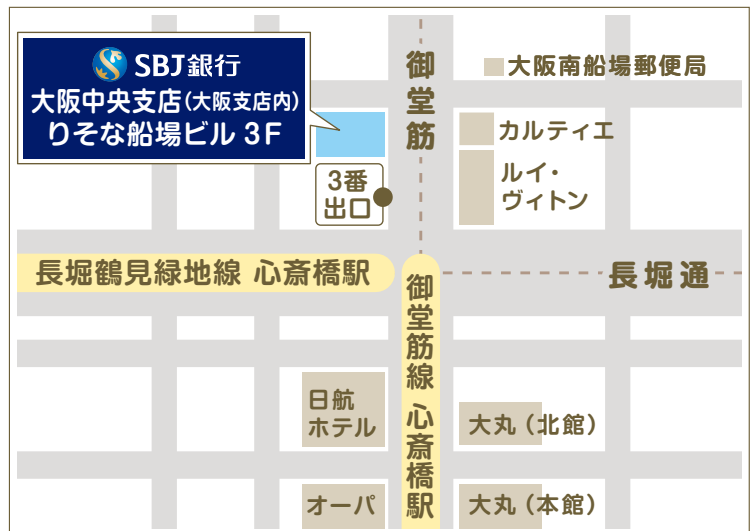 SBJ銀行
大阪中央支店(大阪支店内)
りそな船場ビル 3F
御堂筋
大阪南船場郵便局
カルティエ
ルイ・
ヴィトン
3番
出口
長堀鶴見緑地線 心斎橋駅
長堀通
御堂筋線 心斎橋駅
日航
ホテル
大丸（北館）
オーパ
大丸（本館）